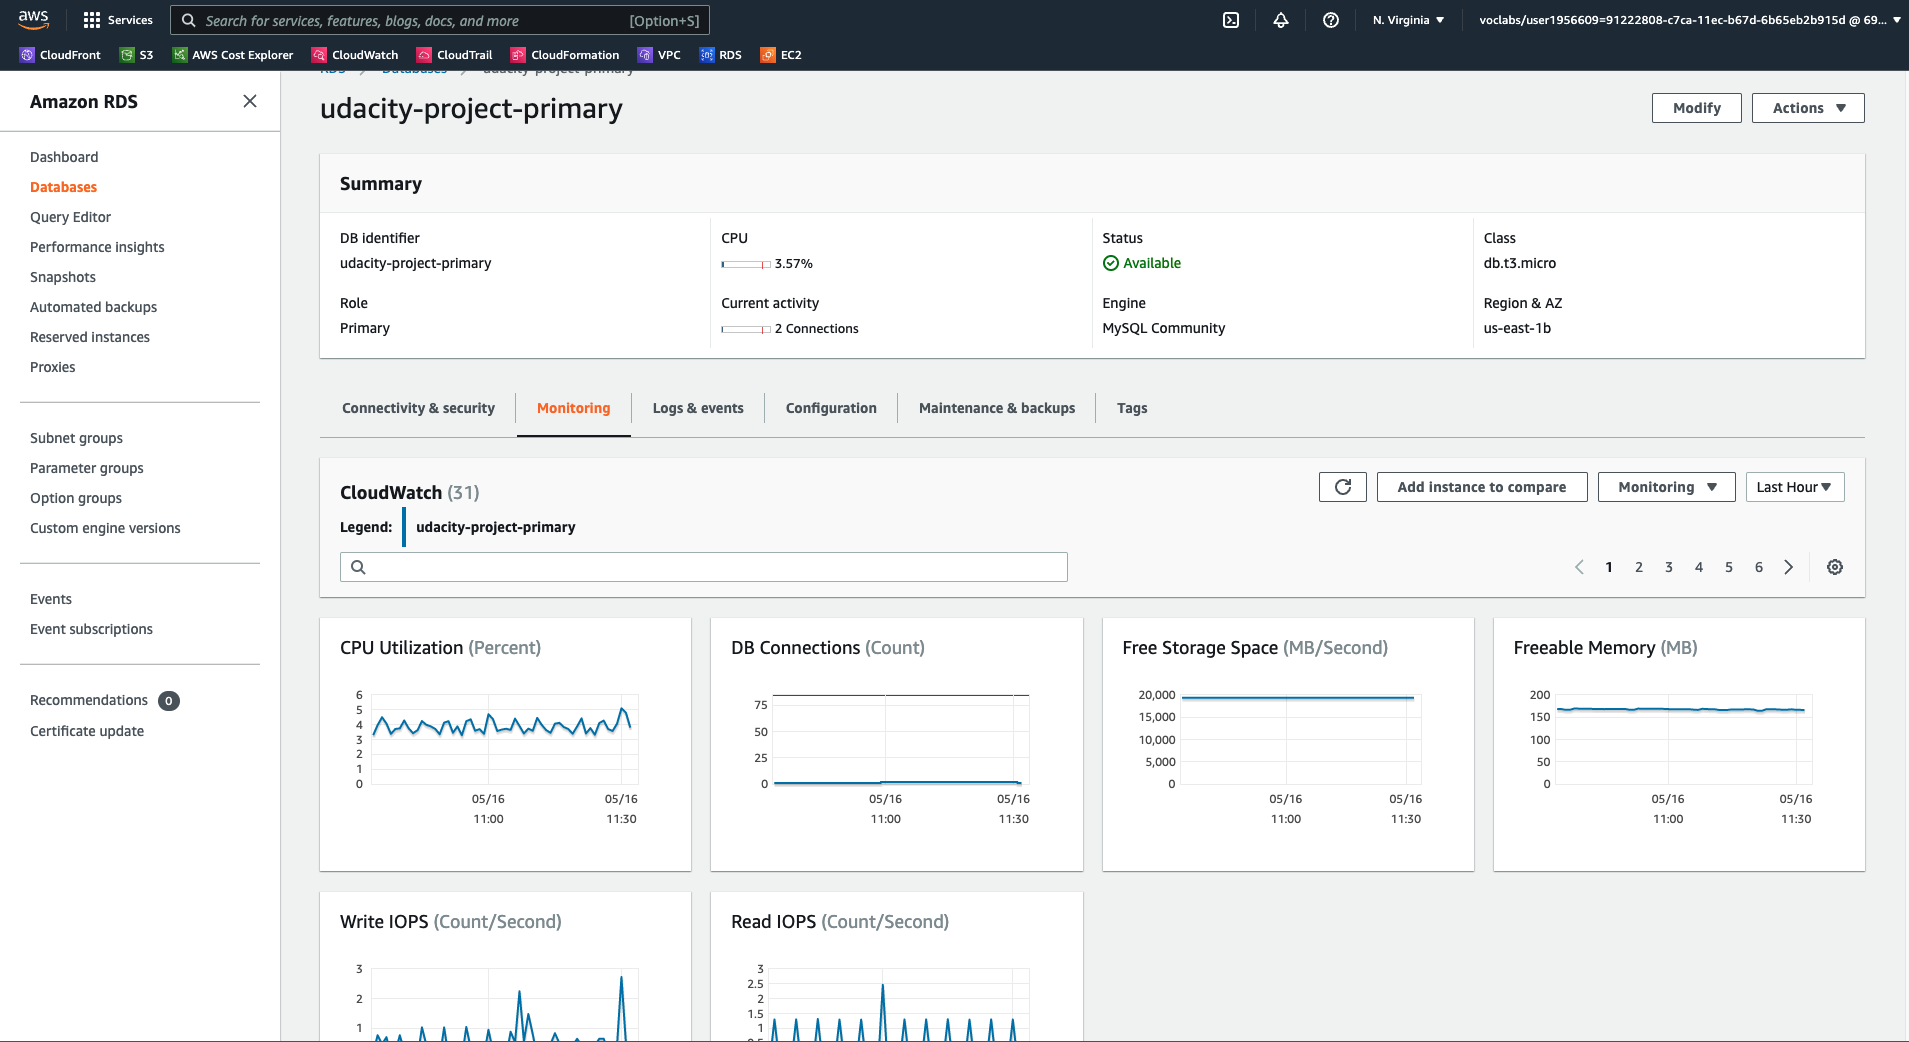 aws Services Search for services, features, blogs, docs, and more [Option+S] N. Virginia voclabs/user1956609=91222808-c7ca-11ec-b67d-6b65eb2b915d @ 69...
CloudFront S3 AWS Cost Explorer CloudWatch CloudTrail CloudFormation VPC RDS EC2
RDS Databases udacity-project-primary
Amazon RDS
Dashboard
Databases
Query Editor
Performance insights
Snapshots
Automated backups
Reserved instances
Proxies
Subnet groups
Parameter groups
Option groups
Custom engine versions
Events
Event subscriptions
Recommendations 0
Certificate update
udacity-project-primary
Modify Actions
Summary
DB identifier
udacity-project-primary
Role
Primary
CPU
3.57%
Current activity
2 Connections
Status
Available
Engine
MySQL Community
Class
db.t3.micro
Region & AZ
us-east-1b
Connectivity & security Monitoring Logs & events Configuration Maintenance & backups Tags
CloudWatch (31)
Add instance to compare Monitoring Last Hour
Legend: udacity-project-primary
1 2 3 4 5 6
CPU Utilization (Percent)
6
5
4
3
2
1
0
05/16 05/16
11:00 11:30
DB Connections (Count)
75
50
25
0
05/16 05/16
11:00 11:30
Free Storage Space (MB/Second)
20,000
15,000
10,000
5,000
0
05/16 05/16
11:00 11:30
Freeable Memory (MB)
200
150
100
50
0
05/16 05/16
11:00 11:30
Write IOPS (Count/Second)
3
2
1
Read IOPS (Count/Second)
3
2.5
2
1.5
1
0.5